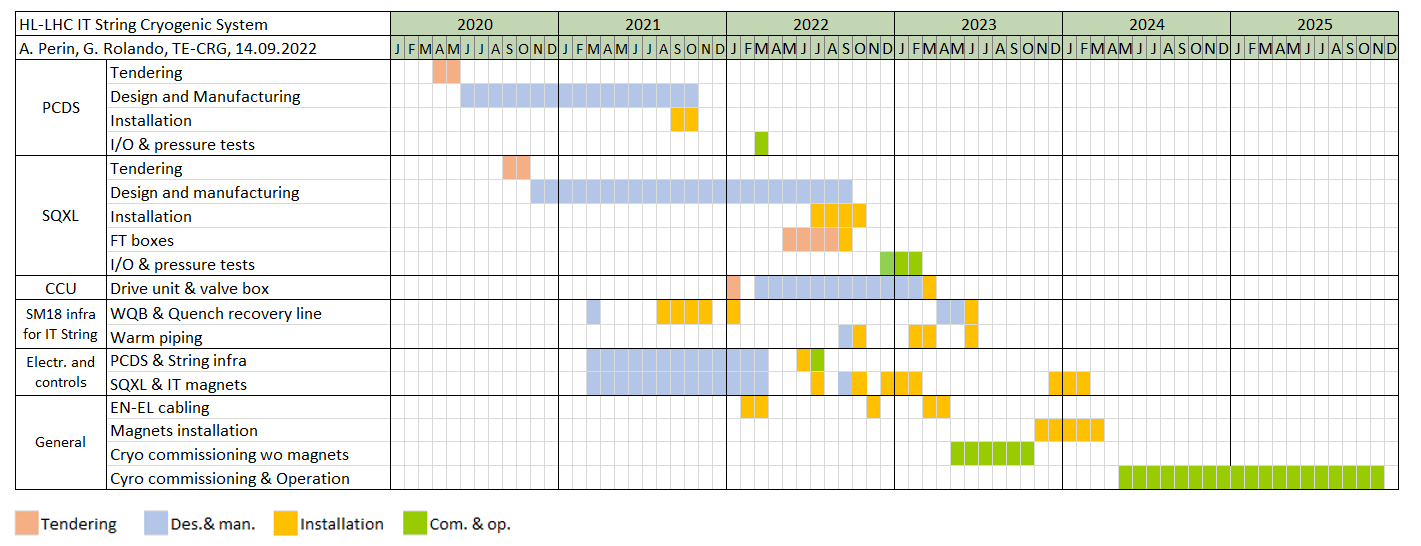 HL-LHC IT String Cryogenic System 2020 2021 2022 2023 2024 2025
A. Perin, G. Rolando, TE-CRG, 14.09.2022 J F M A M J J A S O N D J F M A M J J A S O N D J F M A M J J A S O N D J F M A M J J A S O N D J F M A M J J A S O N D J F M A M J J A S O N D
PCDS
Tendering
Design and Manufacturing
Installation
I/O & pressure tests
SQXL
Tendering
Design and manufacturing
Installation
FT boxes
I/O & pressure tests
CCU
Drive unit & valve box
SM18 infra
for IT String
WQB & Quench recovery line
Warm piping
Electr. and
controls
PCDS & String infra
SQXL & IT magnets
General
EN-EL cabling
Magnets installation
Cryo commissioning wo magnets
Cyro commissioning & Operation
Tendering Des.& man. Installation Com. & op.